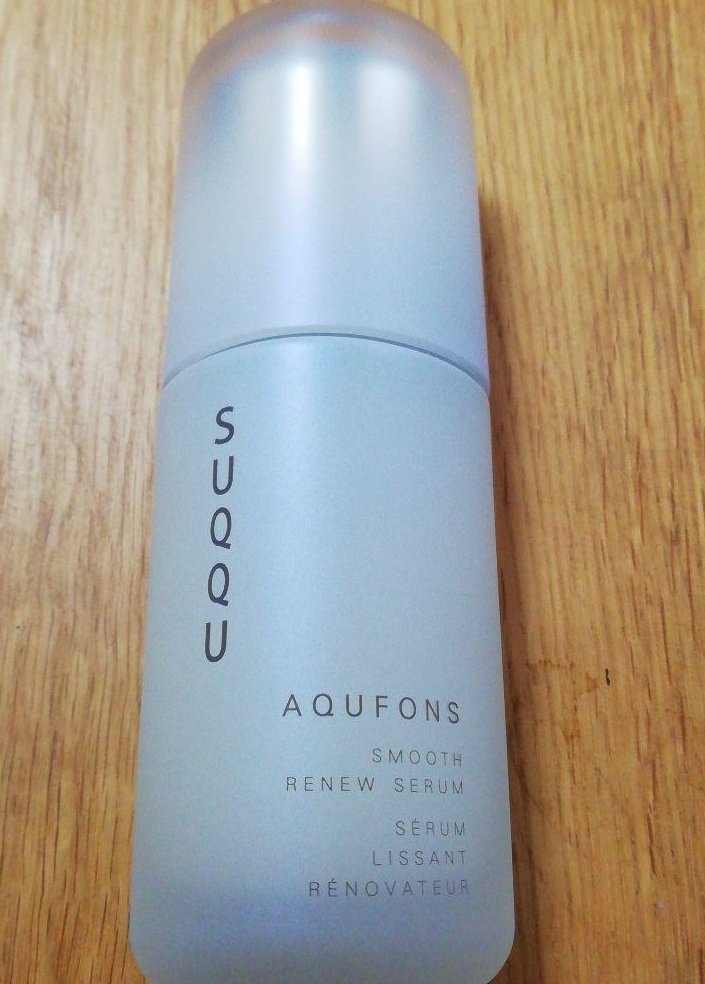 SUQQU
AQUFONS
SMOOTH
RENEW SERUM
SÉRUM
LISSANT
RÉNOVATEUR